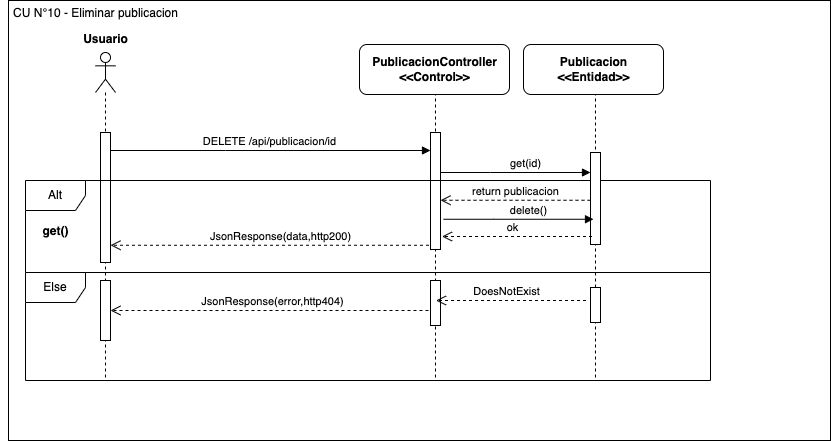 CU N°10 - Eliminar publicacion
Usuario
PublicacionController
<<Control>>
Publicacion
<<Entidad>>
DELETE /api/publicacion/id
get(id)
Alt
return publicacion
delete()
get()
ok
JsonResponse(data,http200)
Else
DoesNotExist
JsonResponse(error,http404)